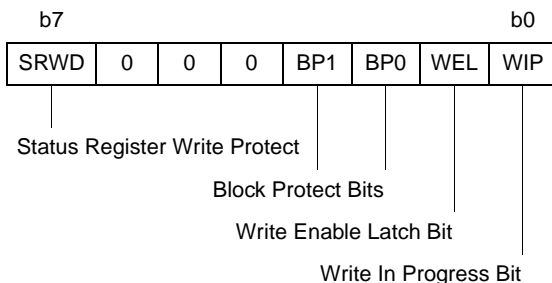 b7 b0
SRWD 0 0 0 BP1 BP0 WEL WIP
Status Register Write Protect
Block Protect Bits
Write Enable Latch Bit
Write In Progress Bit